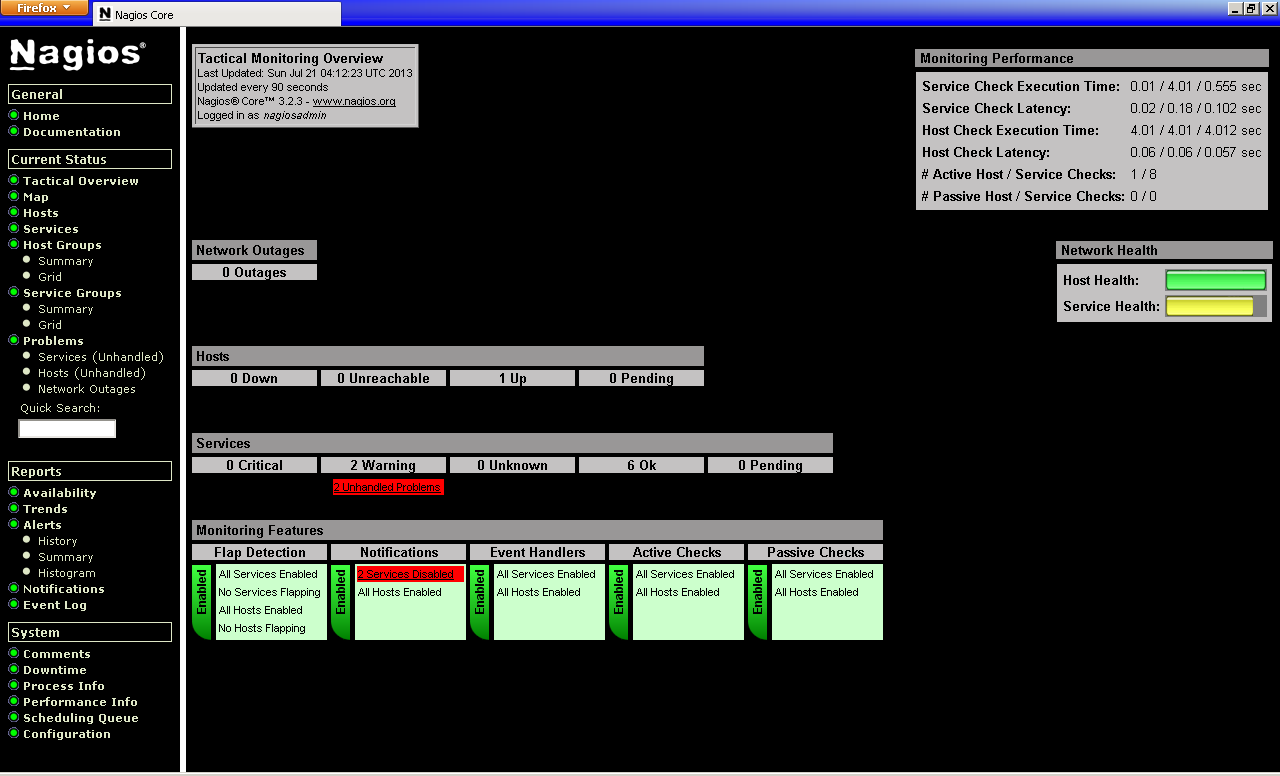 Firefox
Nagios Core
Nagios®
General
Home
Documentation
Current Status
Tactical Overview
Map
Hosts
Services
Host Groups
Summary
Grid
Service Groups
Summary
Grid
Problems
Services (Unhandled)
Hosts (Unhandled)
Network Outages
Quick Search:
Reports
Availability
Trends
Alerts
History
Summary
Histogram
Notifications
Event Log
System
Comments
Downtime
Process Info
Performance Info
Scheduling Queue
Configuration
Tactical Monitoring Overview
Last Updated: Sun Jul 21 04:12:23 UTC 2013
Updated every 90 seconds
Nagios® Core™ 3.2.3 - www.nagios.org
Logged in as nagiosadmin
Monitoring Performance
Service Check Execution Time: 0.01 / 4.01 / 0.555 sec
Service Check Latency: 0.02 / 0.18 / 0.102 sec
Host Check Execution Time: 4.01 / 4.01 / 4.012 sec
Host Check Latency: 0.06 / 0.06 / 0.057 sec
# Active Host / Service Checks: 1 / 8
# Passive Host / Service Checks: 0 / 0
Network Outages
0 Outages
Network Health
Host Health:
Service Health:
Hosts
0 Down 0 Unreachable 1 Up 0 Pending
Services
0 Critical 2 Warning 0 Unknown 6 Ok 0 Pending
2 Unhandled Problems
Monitoring Features
Flap Detection Notifications Event Handlers Active Checks Passive Checks
Enabled
All Services Enabled
No Services Flapping
All Hosts Enabled
No Hosts Flapping
Enabled
2 Services Disabled
All Hosts Enabled
Enabled
All Services Enabled
All Hosts Enabled
Enabled
All Services Enabled
All Hosts Enabled
Enabled
All Services Enabled
All Hosts Enabled